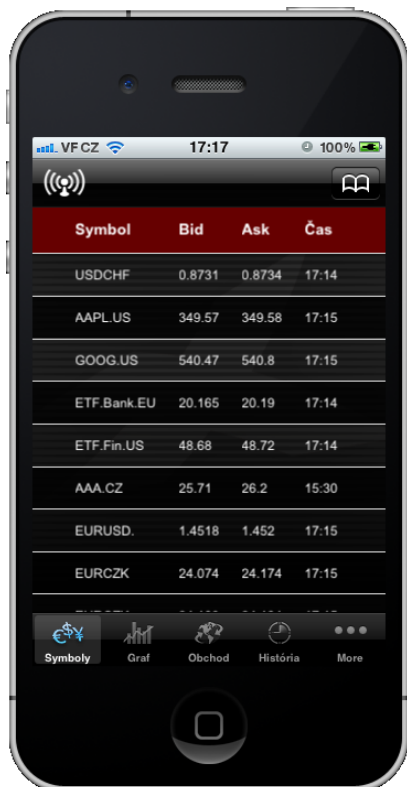 VF CZ 17:17 100%
Symbol Bid Ask Čas
USDCHF 0.8731 0.8734 17:14
AAPL.US 349.57 349.58 17:15
GOOG.US 540.47 540.8 17:15
ETF.Bank.EU 20.165 20.19 17:14
ETF.Fin.US 48.68 48.72 17:14
AAA.CZ 25.71 26.2 15:30
EURUSD. 1.4518 1.452 17:15
EURCZK 24.074 24.174 17:15
€$¥
Symboly Graf Obchod História More